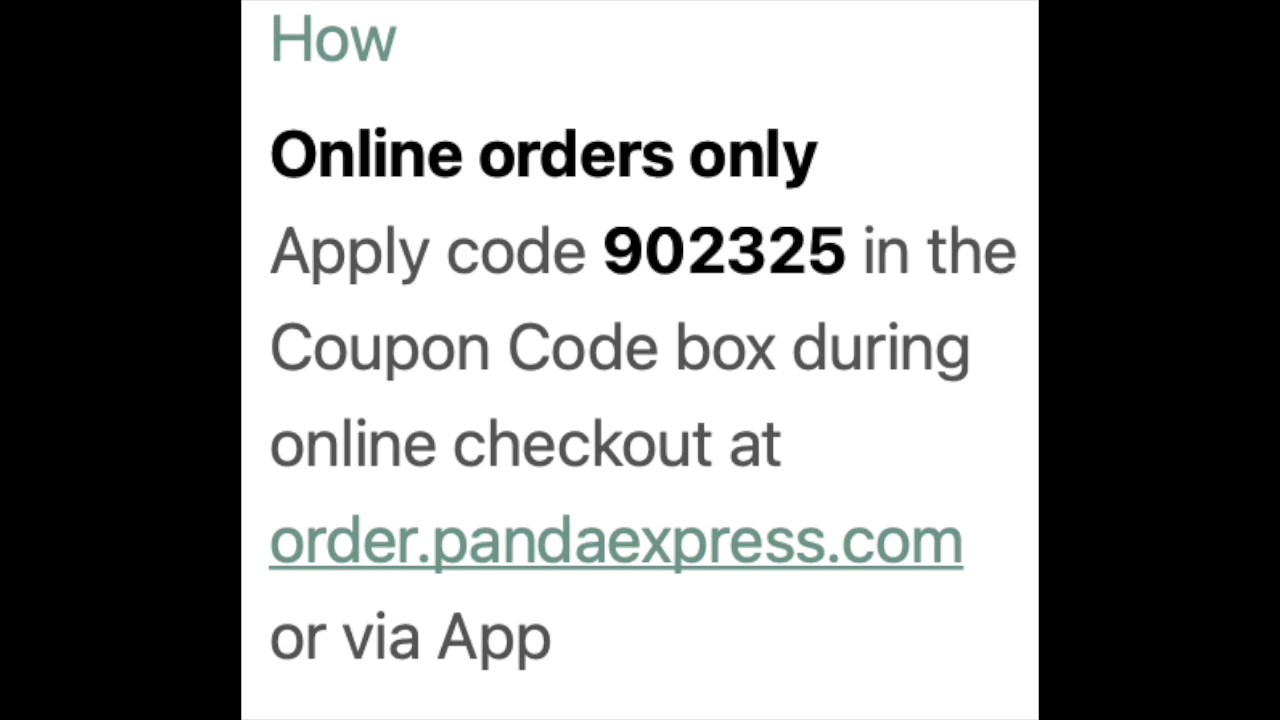 How
Online orders only
Apply code 902325 in the
Coupon Code box during
online checkout at
order.pandaexpress.com
or via App